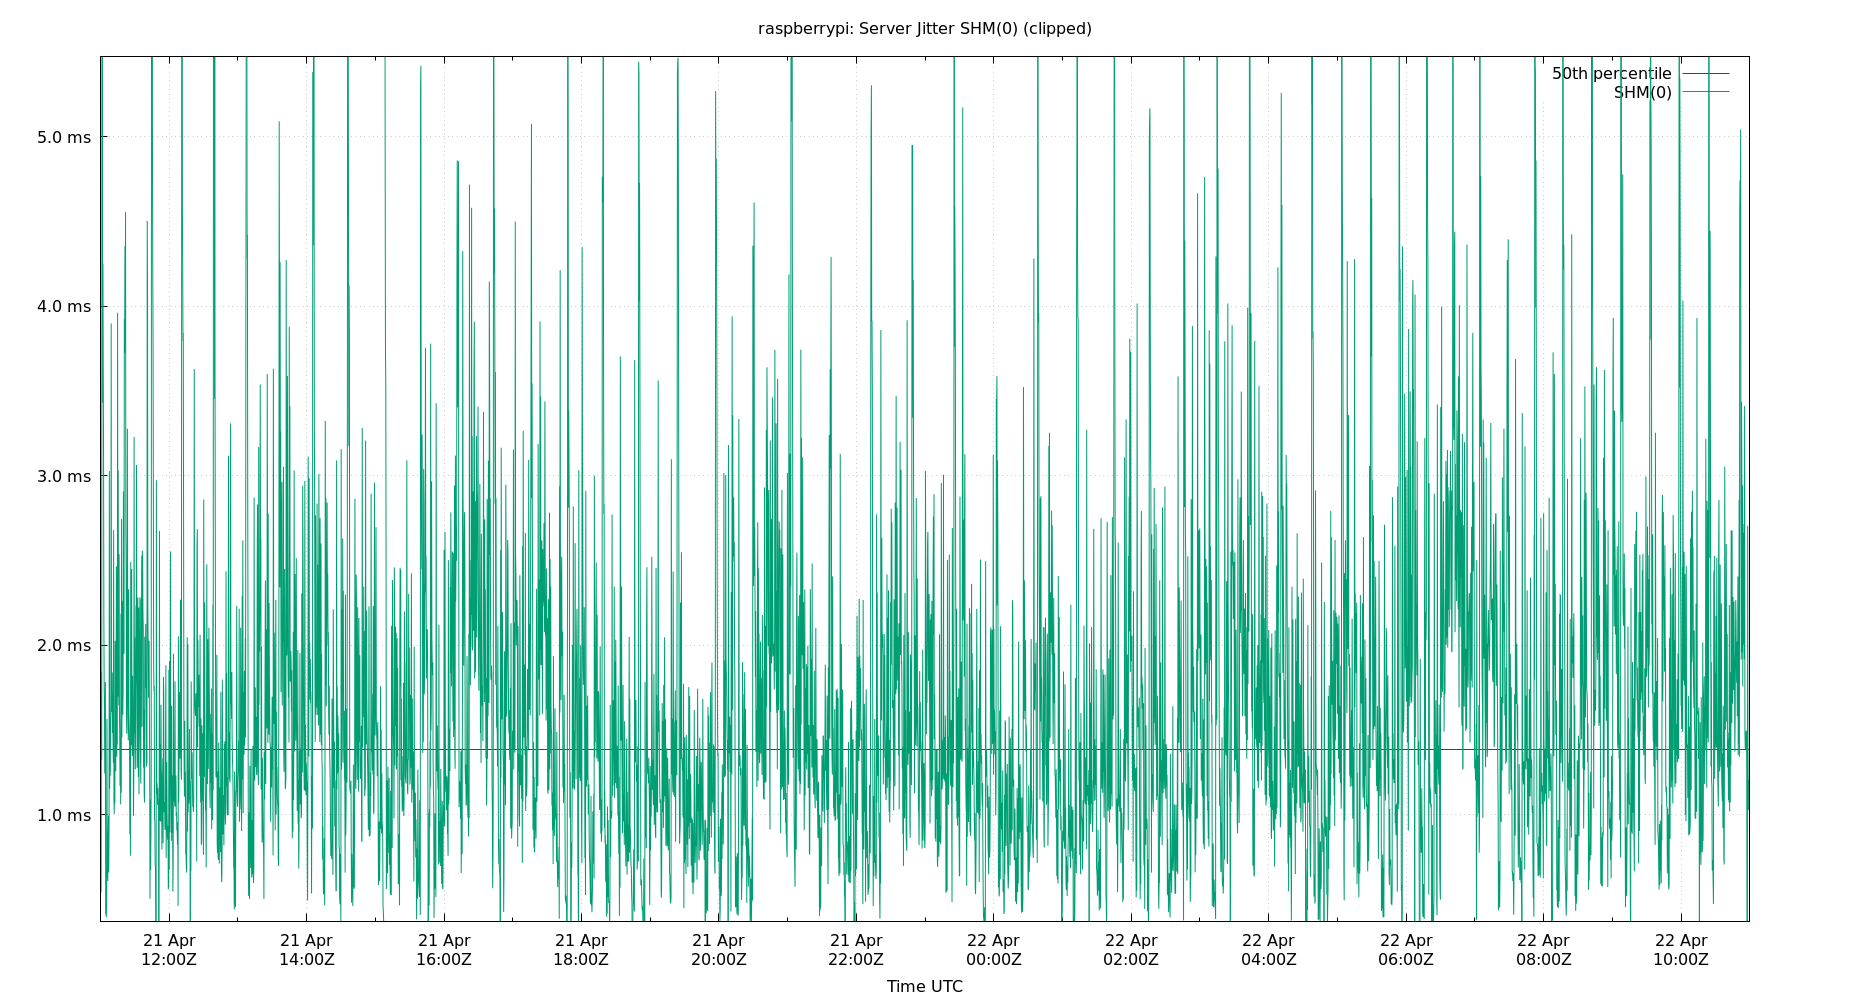 raspberrypi: Server Jitter SHM(0) (clipped)
50th percentile
SHM(0)
5.0 ms
4.0 ms
3.0 ms
2.0 ms
1.0 ms
21 Apr 21 Apr 21 Apr 21 Apr 21 Apr 21 Apr 22 Apr 22 Apr 22 Apr 22 Apr 22 Apr 22 Apr
12:00Z 14:00Z 16:00Z 18:00Z 20:00Z 22:00Z 00:00Z 02:00Z 04:00Z 06:00Z 08:00Z 10:00Z
Time UTC